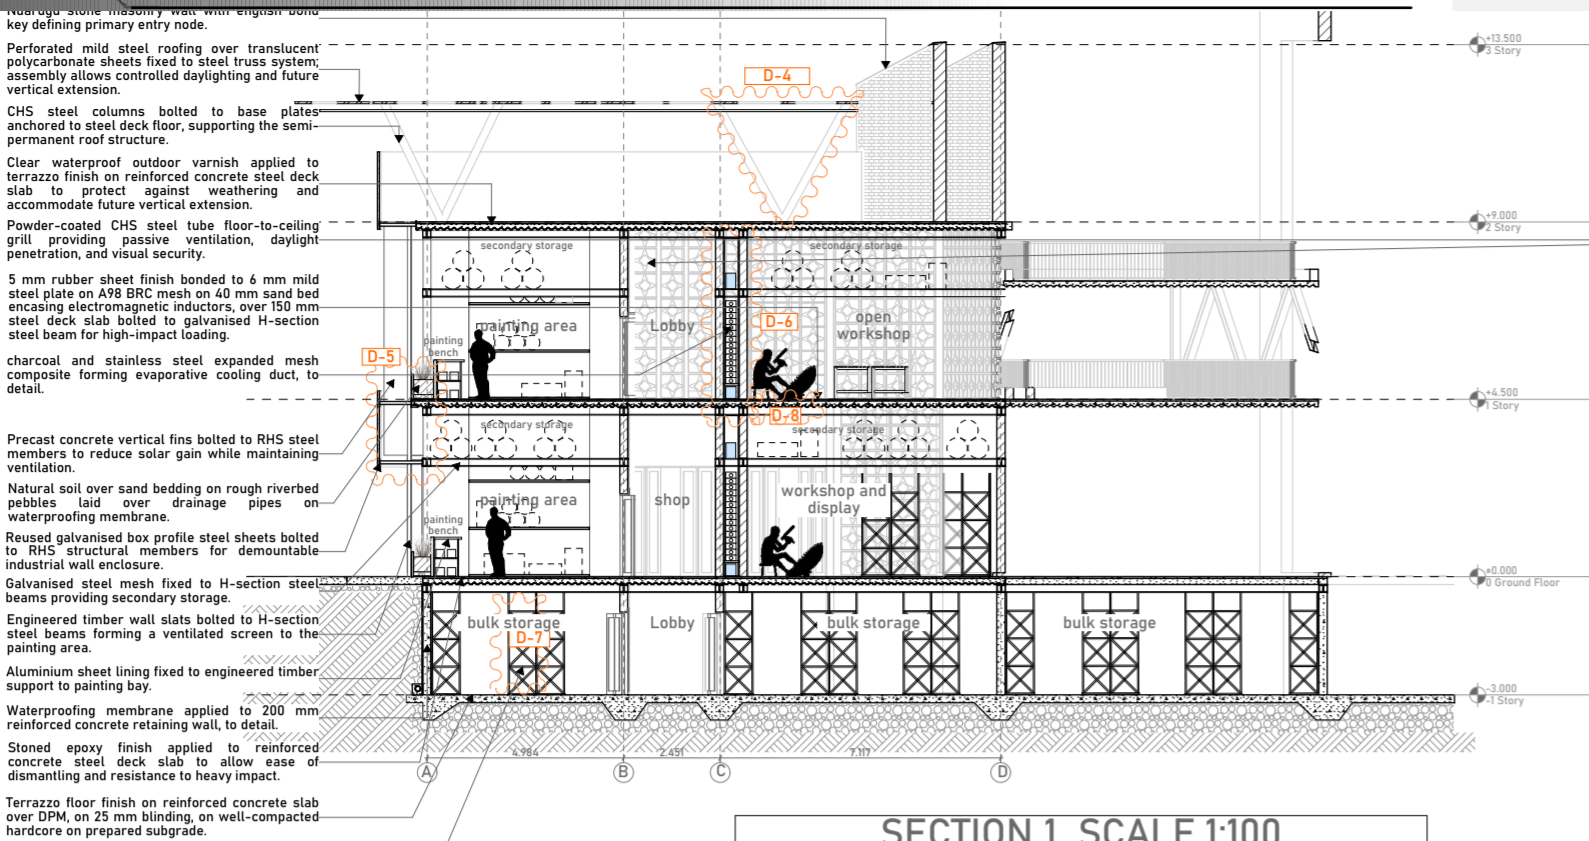 Nuarugu stone masonry wall with english bond
key defining primary entry node.
Perforated mild steel roofing over translucent
polycarbonate sheets fixed to steel truss system;
assembly allows controlled daylighting and future
vertical extension.
CHS steel columns bolted to base plates
anchored to steel deck floor, supporting the semi-
permanent roof structure.
Clear waterproof outdoor varnish applied to
terrazzo finish on reinforced concrete steel deck
slab to protect against weathering and
accommodate future vertical extension.
Powder-coated CHS steel tube floor-to-ceiling
grill providing passive ventilation, daylight
penetration, and visual security.
5 mm rubber sheet finish bonded to 6 mm mild
steel plate on A98 BRC mesh on 40 mm sand bed
encasing electromagnetic inductors, over 150 mm
steel deck slab bolted to galvanised H-section
steel beam for high-impact loading.
charcoal and stainless steel expanded mesh
composite forming evaporative cooling duct, to
detail.
Precast concrete vertical fins bolted to RHS steel
members to reduce solar gain while maintaining
ventilation.
Natural soil over sand bedding on rough riverbed
pebbles laid over drainage pipes on
waterproofing membrane.
Reused galvanised box profile steel sheets bolted
to RHS structural members for demountable
industrial wall enclosure.
Galvanised steel mesh fixed to H-section steel
beams providing secondary storage.
Engineered timber wall slats bolted to H-section
steel beams forming a ventilated screen to the
painting area.
Aluminium sheet lining fixed to engineered timber
support to painting bay.
Waterproofing membrane applied to 200 mm
reinforced concrete retaining wall, to detail.
Stoned epoxy finish applied to reinforced
concrete steel deck slab to allow ease of
dismantling and resistance to heavy impact.
Terrazzo floor finish on reinforced concrete slab
over DPM, on 25 mm blinding, on well-compacted
hardcore on prepared subgrade.
D-4
secondary storage
secondary storage
painting area
Lobby
D-6
open
workshop
painting
bench
D-5
D-8
secondary storage
secondary storage
painting area
shop
workshop and
display
painting
bench
bulk storage
D-7
Lobby
bulk storage
bulk storage
4.984
2.451
7.117
A
B
C
D
+13.500
3 Story
+9.000
2 Story
+4.500
1 Story
±0.000
0 Ground Floor
-3.000
-1 Story
SECTION 1 SCALE 1:100